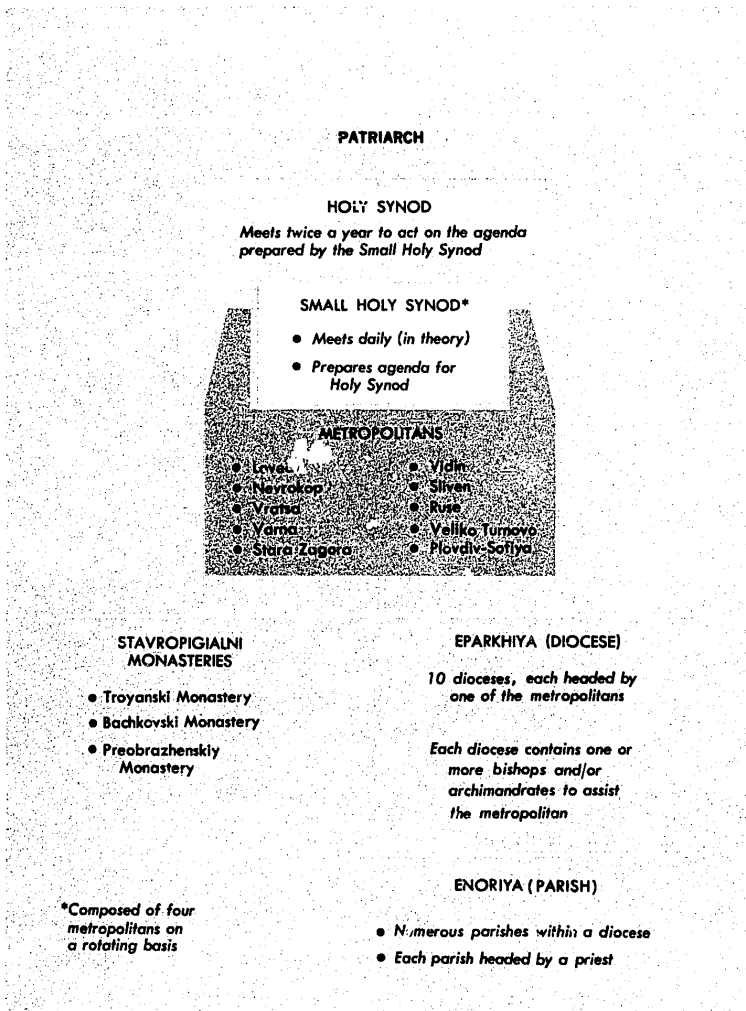 PATRIARCH
HOLY SYNOD
Meets twice a year to act on the agenda
prepared by the Small Holy Synod
SMALL HOLY SYNOD*
● Meets daily (in theory)
● Prepares agenda for
Holy Synod
METROPOLITANS
● Nevrokop
● Vratsa
● Varna
● Stara Zagora
● Vidin
● Sliven
● Ruse
● Veliko Turnovo
● Plovdiv-Sofiya
STAVROPIGIALNI
MONASTERIES
● Troyanski Monastery
● Bachkovski Monastery
● Preobrazhenskiy
Monastery
EPARKHIYA (DIOCESE)
10 dioceses, each headed by
one of the metropolitans
Each diocese contains one or
more bishops and/or
archimandrates to assist
the metropolitan
ENORIYA (PARISH)
● Numerous parishes within a diocese
● Each parish headed by a priest
*Composed of four
metropolitans on
a rotating basis